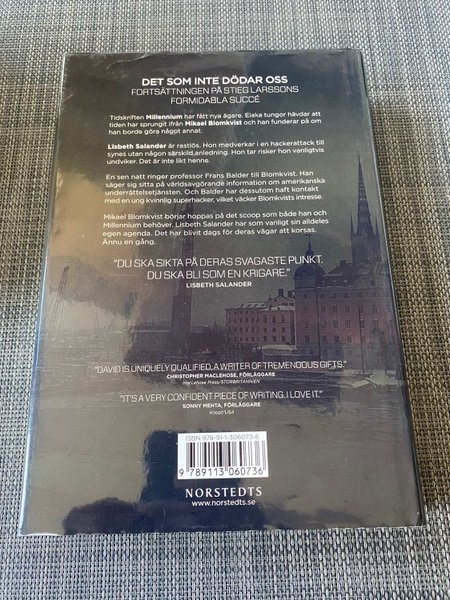 DET SOM INTE DÖDAR OSS
FORTSÄTTNINGEN PÅ STIEG LARSSONS
FORMIDABLA SUCCÉ
Tidskriften Millennium har fått nya ägare. Elaka tungor hävdar att
tiden har sprungit ifrån Mikael Blomkvist och han funderar på om
han borde göra något annat.
Lisbeth Salander är rastlös. Hon medverkar i en hackerattack till
synes utan någon särskild anledning. Hon tar risker hon vanligtvis
undviker. Det är inte likt henne.
En sen natt ringer professor Frans Balder till Blomkvist. Han
säger sig sitta på världsavgörande information om amerikanska
underrättelsetjänsten. Och Balder har dessutom haft kontakt
med en ung kvinnlig superhacker, vilket väcker Blomkvists intresse.
Mikael Blomkvist börjar hoppas på det scoop som både han och
Millennium behöver. Lisbeth Salander har som vanligt sin alldeles
egen agenda. Det har blivit dags för deras vägar att korsas.
Ännu en gång.
"DU SKA SIKTA PÅ DERAS SVAGASTE PUNKT.
DU SKA BLI SOM EN KRIGARE."
LISBETH SALANDER
"DAVID IS UNIQUELY QUALIFIED, A WRITER OF TREMENDOUS GIFTS."
CHRISTOPHER MACLEHOSE, FÖRLÄGGARE
MacLehose Press/STORBRITANNIEN
"IT'S A VERY CONFIDENT PIECE OF WRITING. I LOVE IT."
SONNY MEHTA, FÖRLÄGGARE
Knopf/USA
ISBN 978-91-1-306073-6
9 789113 060736
NORSTEDTS
www.norstedts.se